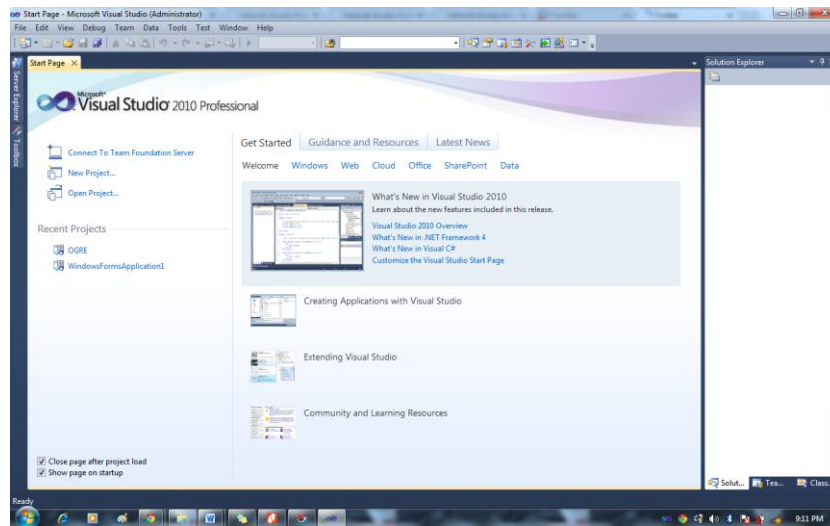 Start Page - Microsoft Visual Studio (Administrator)
File Edit View Debug Team Data Tools Test Window Help
Start Page
Solution Explorer
Server Explorer
Toolbox
Microsoft
Visual Studio 2010 Professional
Connect To Team Foundation Server
New Project...
Open Project...
Recent Projects
OGRE
WindowsFormsApplication1
Get Started Guidance and Resources Latest News
Welcome Windows Web Cloud Office SharePoint Data
What's New in Visual Studio 2010
Learn about the new features included in this release.
Visual Studio 2010 Overview
What's New in .NET Framework 4
What's New in Visual C#
Customize the Visual Studio Start Page
Creating Applications with Visual Studio
Extending Visual Studio
Community and Learning Resources
Close page after project load
Show page on startup
Solut... Tea... Class...
Ready
9:11 PM